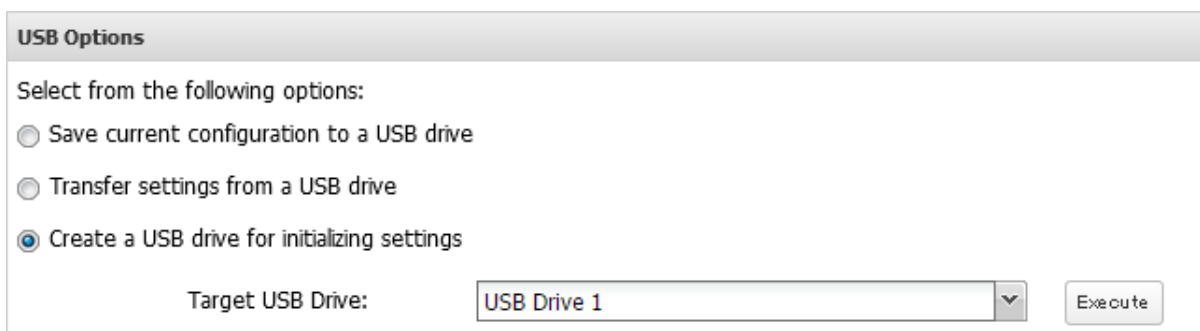 USB Options
Select from the following options:
Save current configuration to a USB drive
Transfer settings from a USB drive
Create a USB drive for initializing settings
Target USB Drive: USB Drive 1 Execute